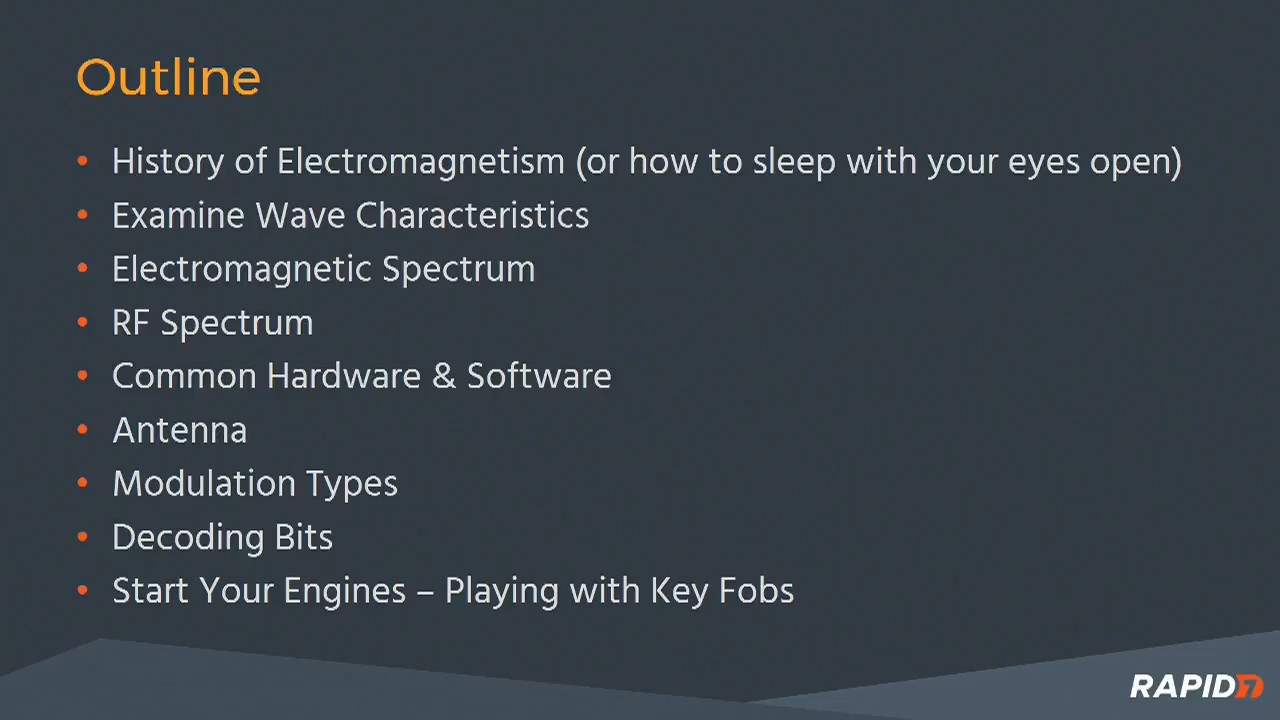 Outline
• History of Electromagnetism (or how to sleep with your eyes open)
• Examine Wave Characteristics
• Electromagnetic Spectrum
• RF Spectrum
• Common Hardware & Software
• Antenna
• Modulation Types
• Decoding Bits
• Start Your Engines – Playing with Key Fobs
RAPID7